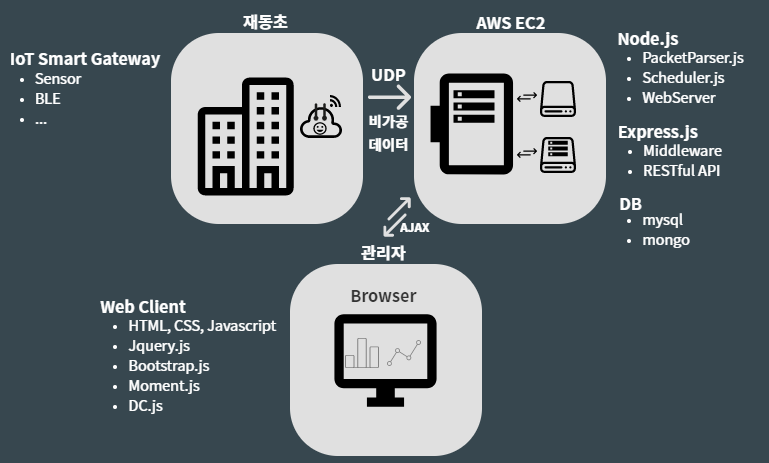 재동초
AWS EC2
IoT Smart Gateway
• Sensor
• BLE
• ...
UDP
비가공
데이터
Node.js
• PacketParser.js
• Scheduler.js
• WebServer
Express.js
• Middleware
• RESTful API
DB
• mysql
• mongo
AJAX
관리자
Browser
Web Client
• HTML, CSS, Javascript
• Jquery.js
• Bootstrap.js
• Moment.js
• DC.js